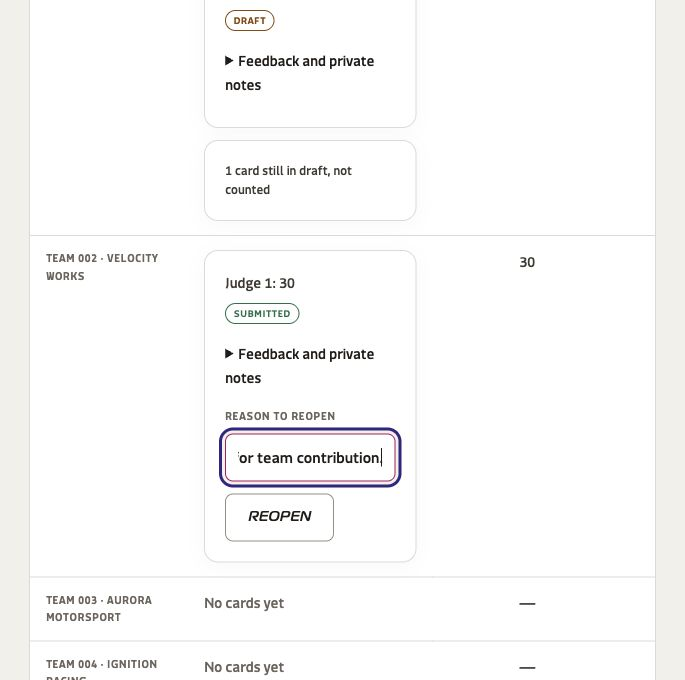 DRAFT
▶ Feedback and private
notes
1 card still in draft, not
counted
TEAM 002 · VELOCITY
WORKS
Judge 1: 30
SUBMITTED
▶ Feedback and private
notes
REASON TO REOPEN
for team contribution.
REOPEN
30
TEAM 003 · AURORA
MOTORSPORT
No cards yet
—
TEAM 004 · IGNITION
RACING
No cards yet
—